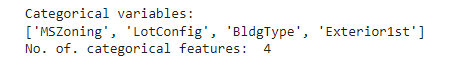 Categorical variables:
['MSZoning', 'LotConfig', 'BldgType', 'Exterior1st']
No. of. categorical features:  4